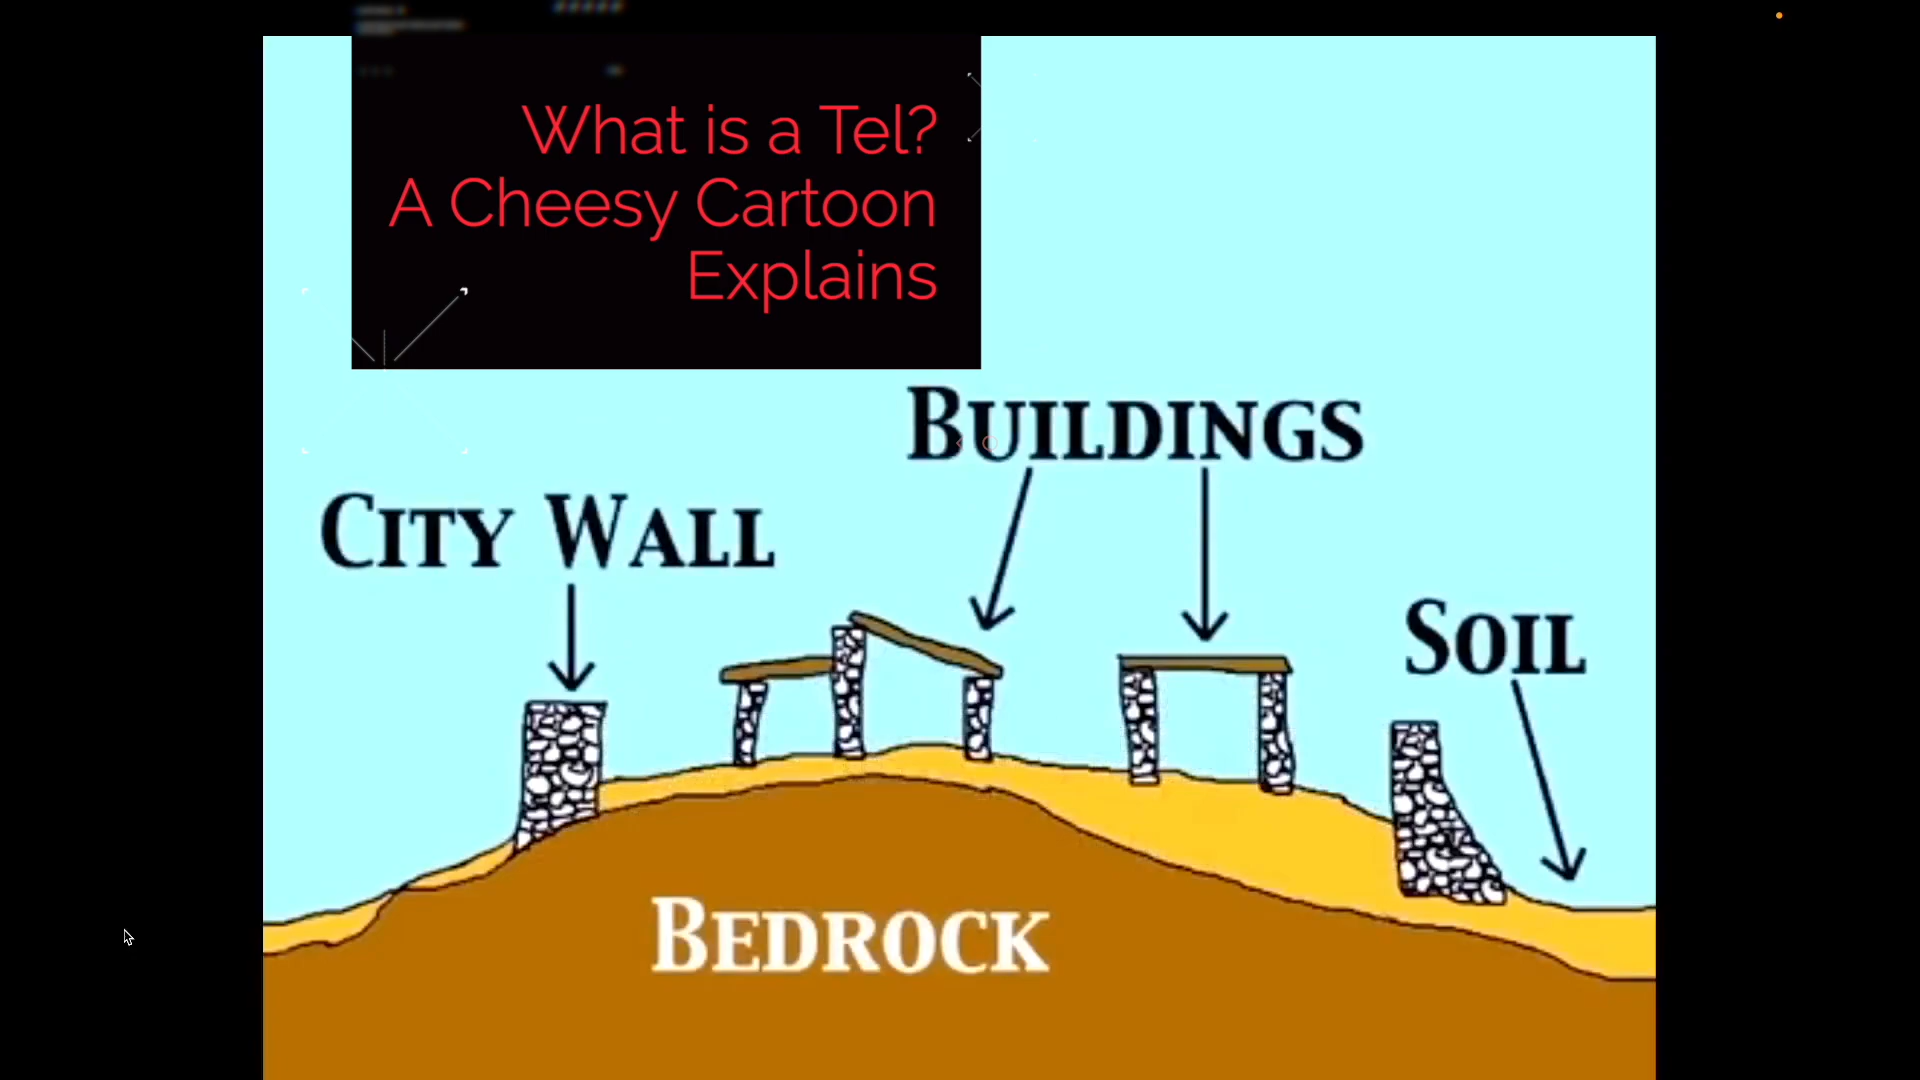 What is a Tel?
A Cheesy Cartoon
Explains
BUILDINGS
CITY WALL
SOIL
BEDROCK